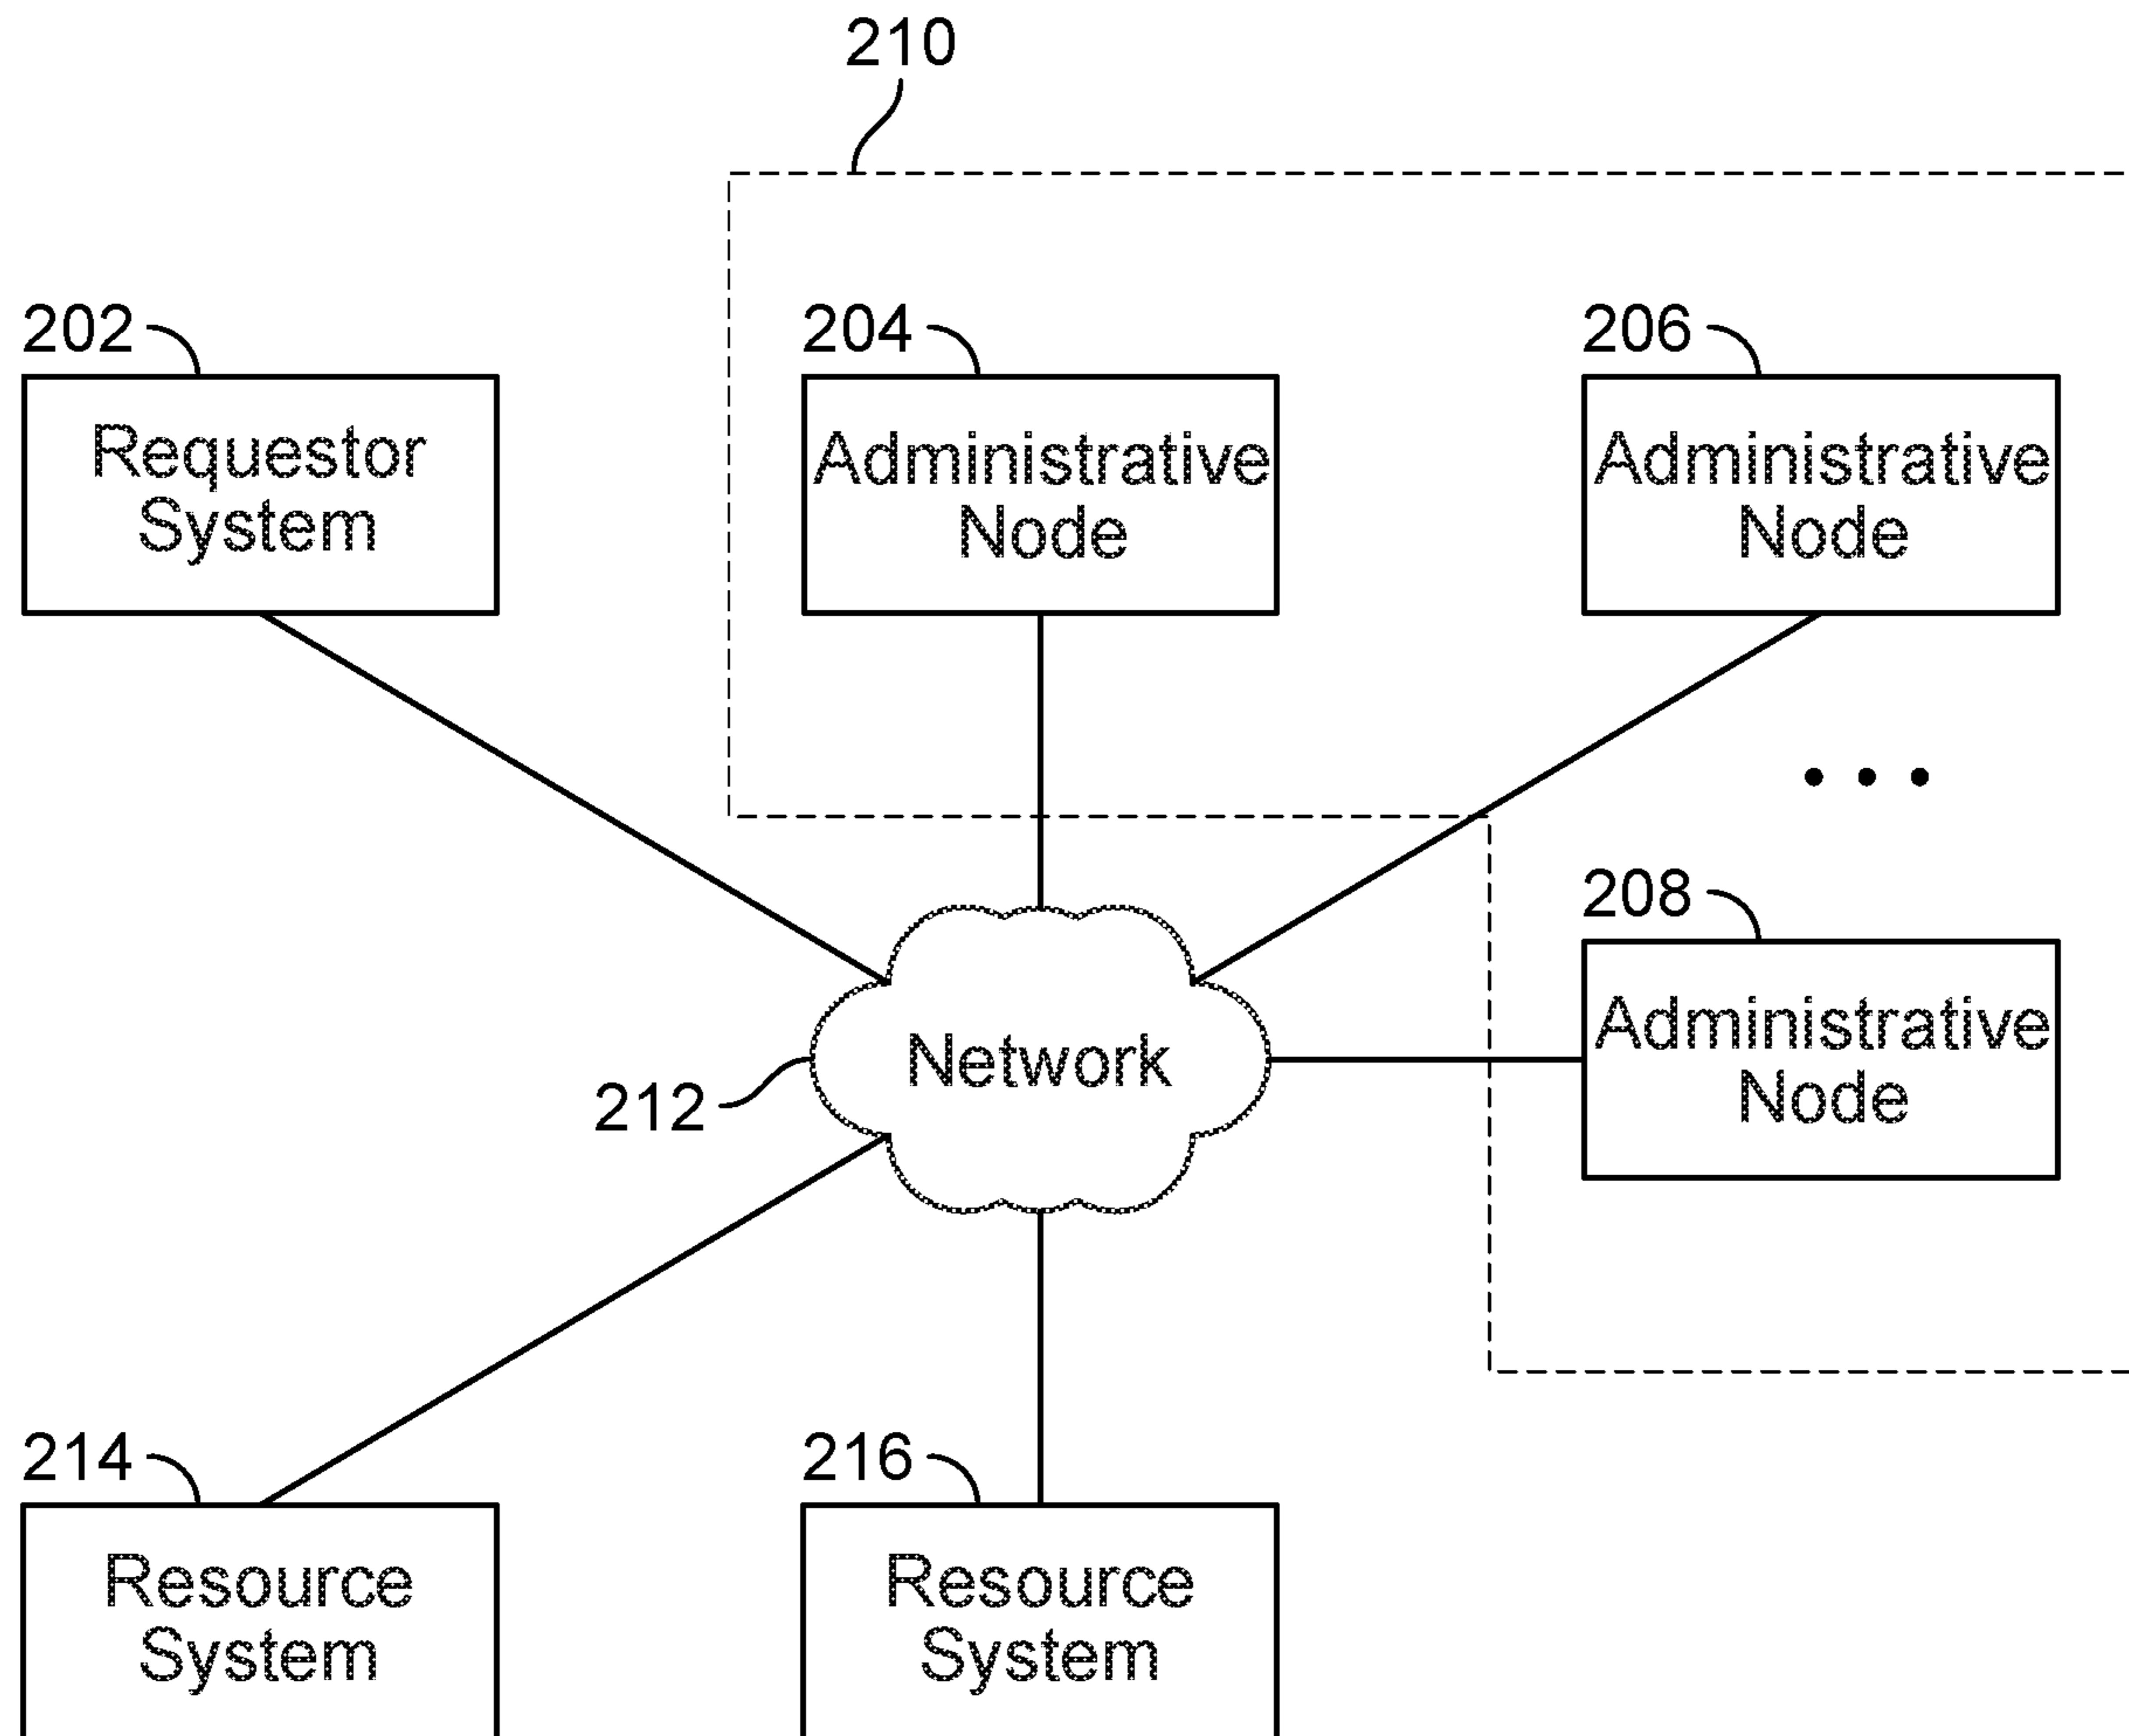 210
202
204
206
Requestor
System
Administrative
Node
Administrative
Node
• • •
208
Administrative
Node
Network
212
214
216
Resource
System
Resource
System